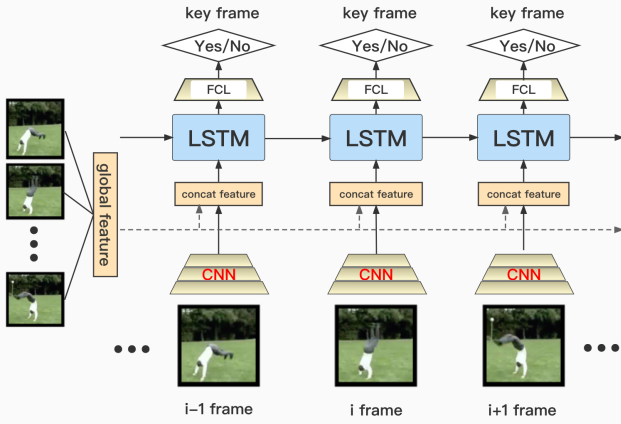 key frame key frame key frame
Yes/No Yes/No Yes/No
FCL FCL FCL
LSTM LSTM LSTM
global feature
concat feature concat feature concat feature
CNN CNN CNN
i-1 frame i frame i+1 frame